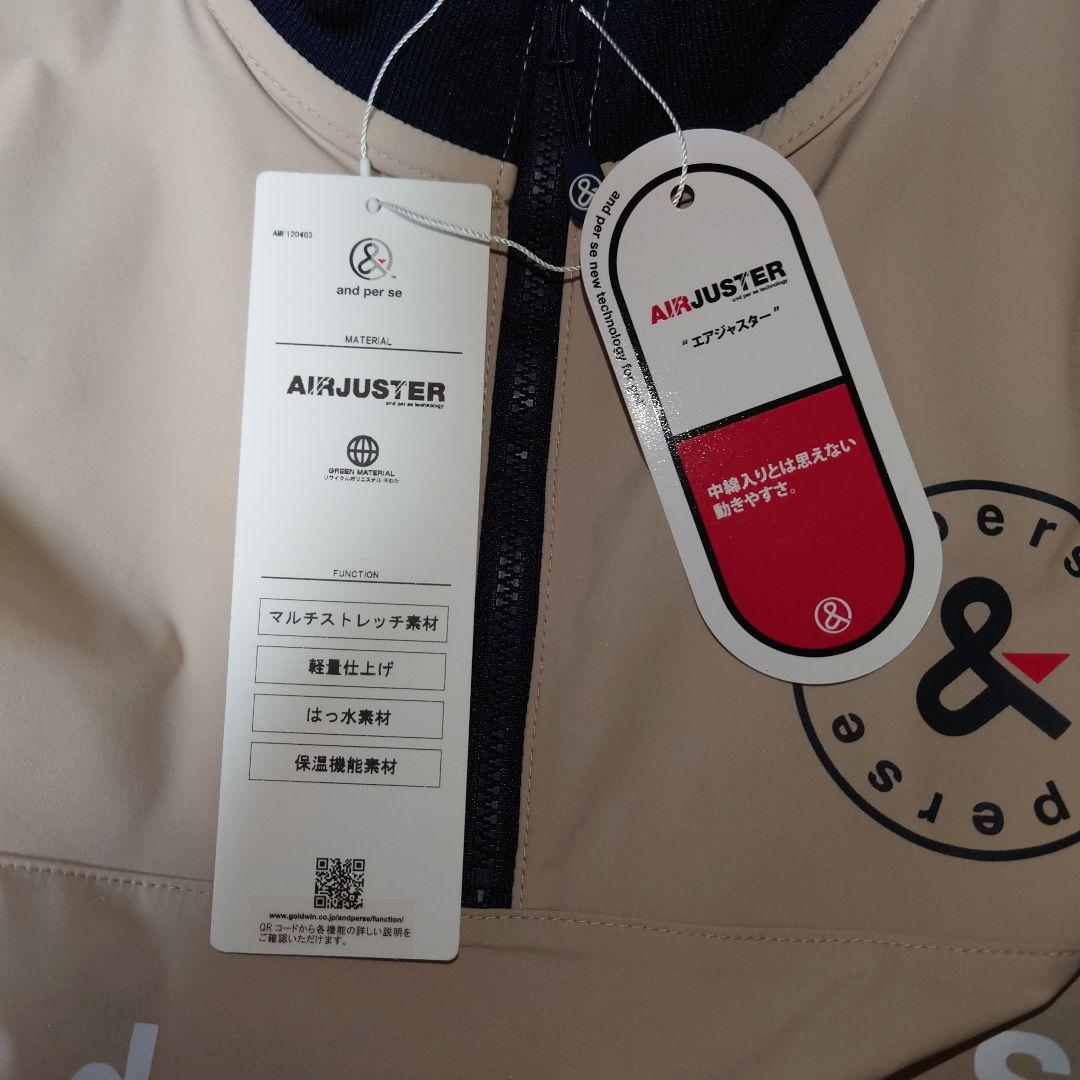 AMF1204G3
&
and per se
MATERIAL
AIRJUSTER
and per se technology
GREEN MATERIAL
リサイクルポリエステル 中わた
FUNCTION
マルチストレッチ素材
軽量仕上げ
はっ水素材
保温機能素材
www.goldwin.co.jp/andperse/function/
QRコードから各機能の詳しい説明を
ご確認いただけます。
&
and per se new technology for
AIRJUSTER
and per se technology
"エアジャスター"
中綿入りとは思えない
動きやすさ。
&
perse
&
perse
d
s